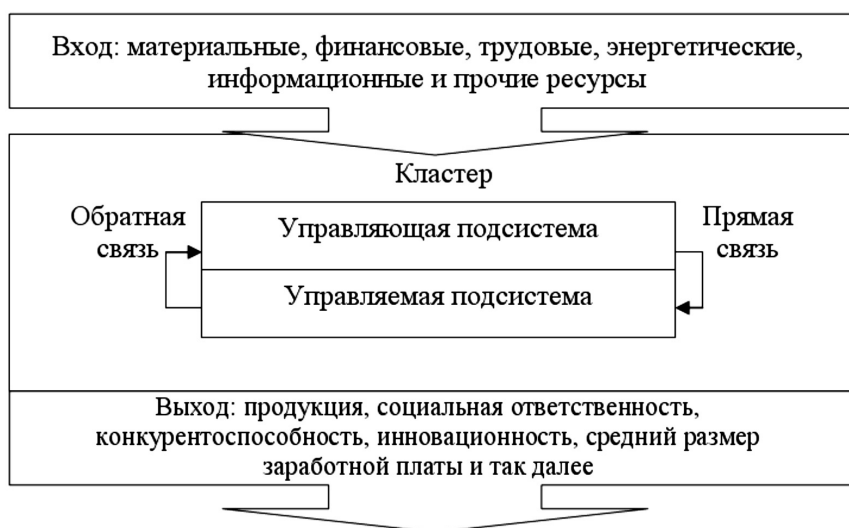 Вход: материальные, финансовые, трудовые, энергетические,
информационные и прочие ресурсы
Кластер
Обратная
связь
Управляющая подсистема
Прямая
связь
Управляемая подсистема
Выход: продукция, социальная ответственность,
конкурентоспособность, инновационность, средний размер
заработной платы и так далее